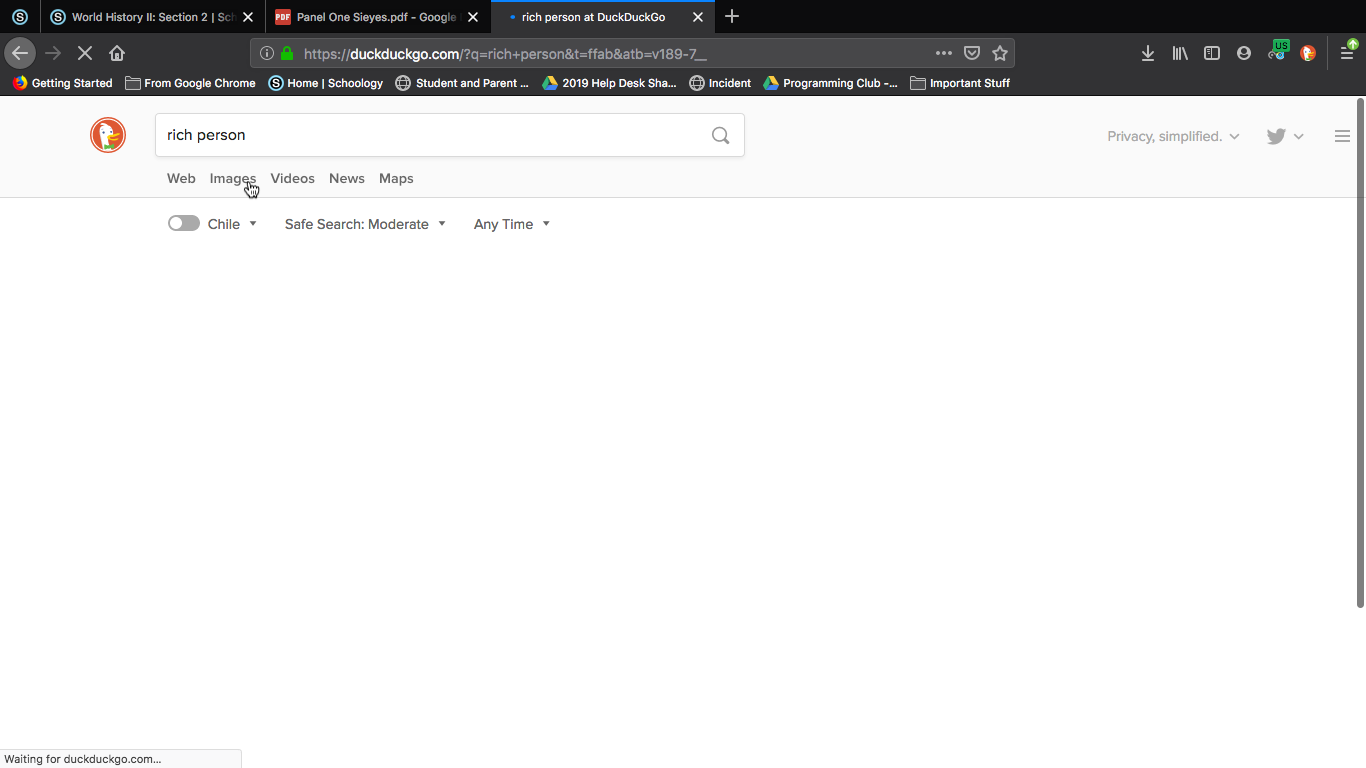 World History II: Section 2 | Sch
PDF Panel One Sieyes.pdf - Google
rich person at DuckDuckGo
https://duckduckgo.com/?q=rich+person&t=ffab&atb=v189-7__
US
Getting Started
From Google Chrome
Home | Schoology
Student and Parent ...
2019 Help Desk Sha...
Incident
Programming Club -...
Important Stuff
rich person
Privacy, simplified.
Web Images Videos News Maps
Chile Safe Search: Moderate Any Time
Waiting for duckduckgo.com...